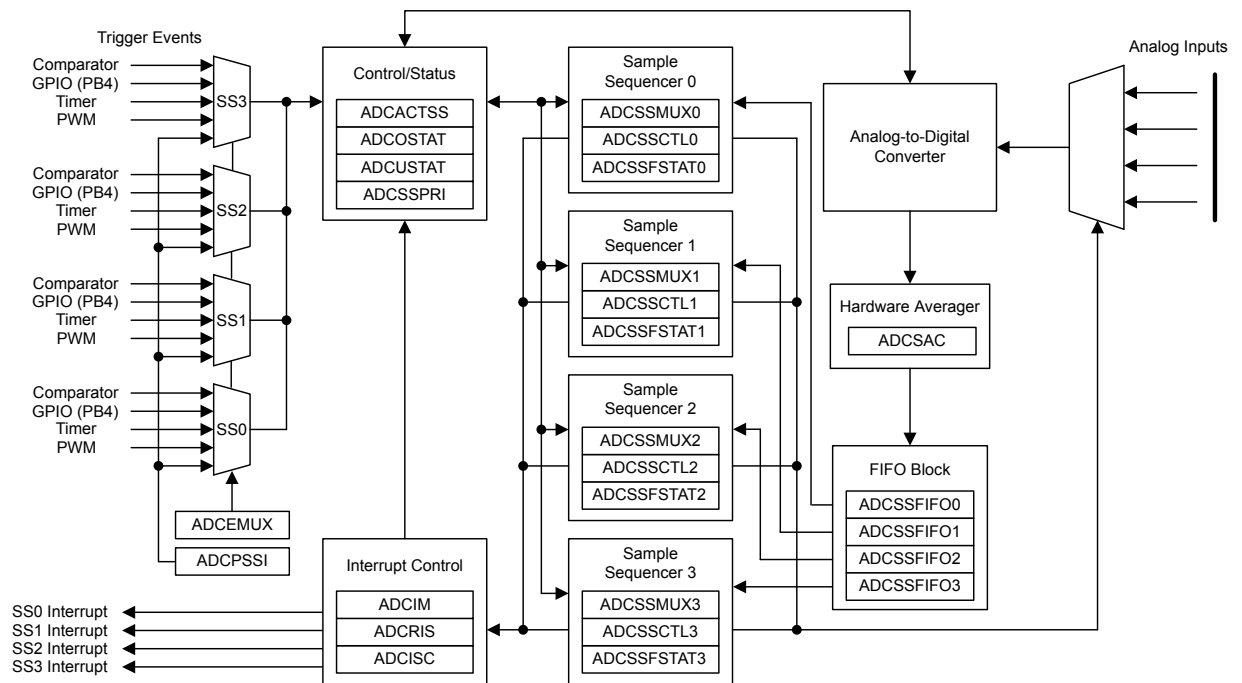 Trigger Events
Comparator
GPIO (PB4)
Timer
PWM
SS3
Comparator
GPIO (PB4)
Timer
PWM
SS2
Comparator
GPIO (PB4)
Timer
PWM
SS1
Comparator
GPIO (PB4)
Timer
PWM
SS0
ADCEMUX
ADCPSSI
SS0 Interrupt
SS1 Interrupt
SS2 Interrupt
SS3 Interrupt
Control/Status
ADCACTSS
ADCOSTAT
ADCUSTAT
ADCSSPRI
Interrupt Control
ADCIM
ADCRIS
ADCISC
Sample
Sequencer 0
ADCSSMUX0
ADCSSCTL0
ADCSSFSTAT0
Sample
Sequencer 1
ADCSSMUX1
ADCSSCTL1
ADCSSFSTAT1
Sample
Sequencer 2
ADCSSMUX2
ADCSSCTL2
ADCSSFSTAT2
Sample
Sequencer 3
ADCSSMUX3
ADCSSCTL3
ADCSSFSTAT3
Analog-to-Digital
Converter
Hardware Averager
ADCSAC
FIFO Block
ADCSSFIFO0
ADCSSFIFO1
ADCSSFIFO2
ADCSSFIFO3
Analog Inputs